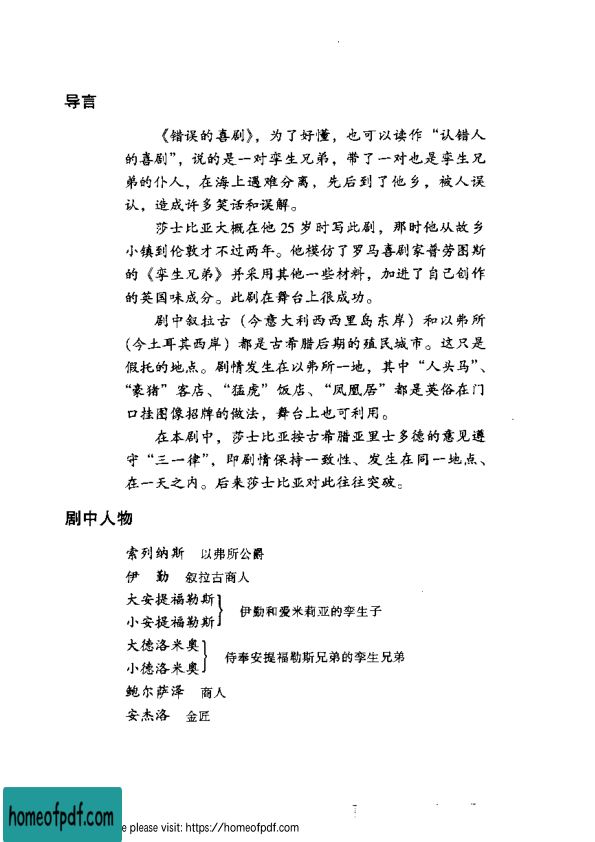 导言
《错误的喜剧》，为了好懂，也可以读作“认错人
的喜剧”，说的是一对孪生兄弟，带了一对也是孪生兄
弟的仆人，在海上遇难分离，先后到了他乡，被人误
认，造成许多笑话和误解。
莎士比亚大概在他 25 岁时写此剧，那时他从故乡
小镇到伦敦才不过两年。他模仿了罗马喜剧家普劳图斯
的《孪生兄弟》并采用其他一些材料，加进了自己创作
的英国味成分。此剧在舞台上很成功。
剧中叙拉古（今意大利西西里岛东岸）和以弗所
(今土耳其西岸）都是古希腊后期的殖民城市。这只是
假托的地点。剧情发生在以弗所一地，其中“人头马”、
“豪猪”客店、“猛虎”饭店、“凤凰居”都是英俗在门
口挂图像招牌的做法，舞台上也可利用。
在本剧中，莎士比亚按古希腊亚里士多德的意见遵
守“三一律”，即剧情保持一致性、发生在同一地点、
在一天之内。后来莎士比亚对此往往突破。
剧中人物
索列纳斯 以弗所公爵
伊 勤 叙拉古商人
大安提福勒斯
小安提福勒斯
伊勤和爱米莉亚的孪生子
大德洛米奥
小德洛米奥
侍奉安提福勒斯兄弟的孪生兄弟
鲍尔萨泽 商人
安杰洛 金匠
homeofpdf.com
e please visit: https://homeofpdf.com